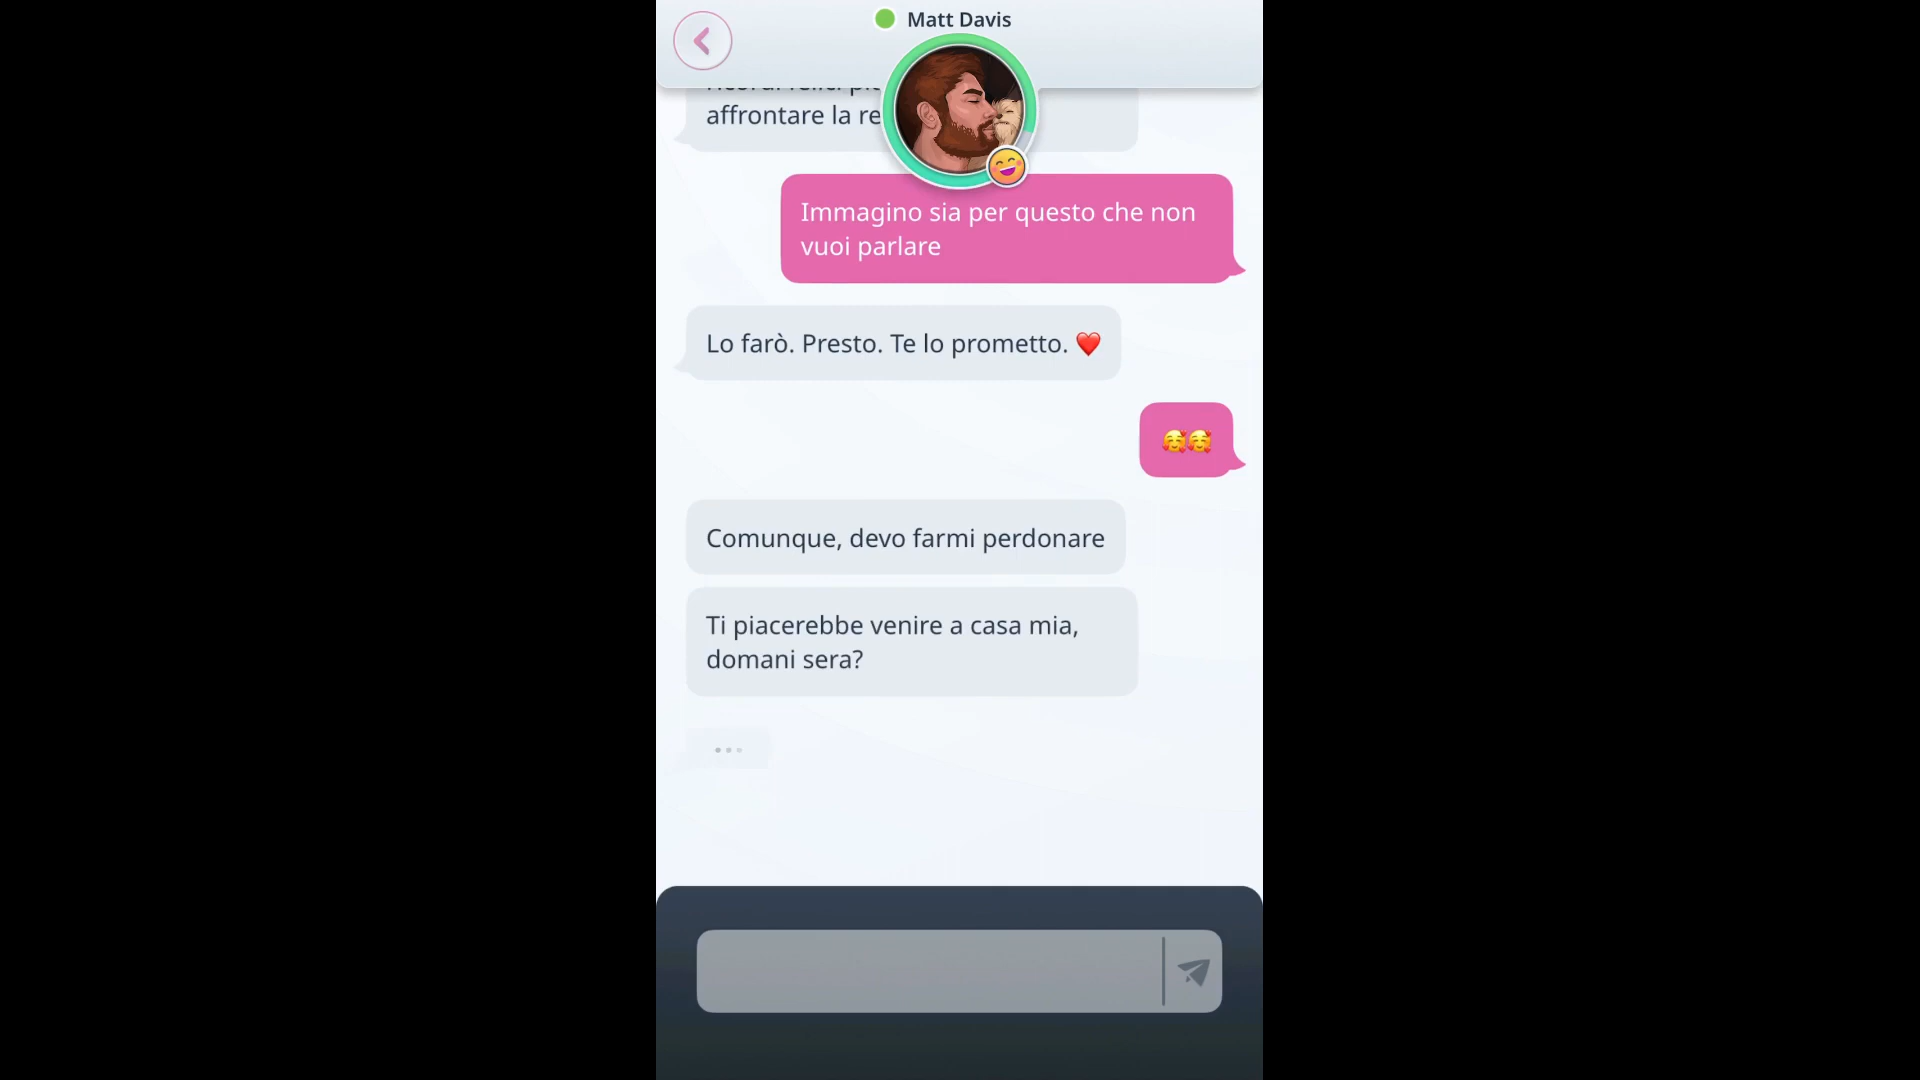 Matt Davis
affrontare la re
Immagino sia per questo che non
vuoi parlare
Lo farò. Presto. Te lo prometto. ❤️
🥰🥰
Comunque, devo farmi perdonare
Ti piacerebbe venire a casa mia,
domani sera?